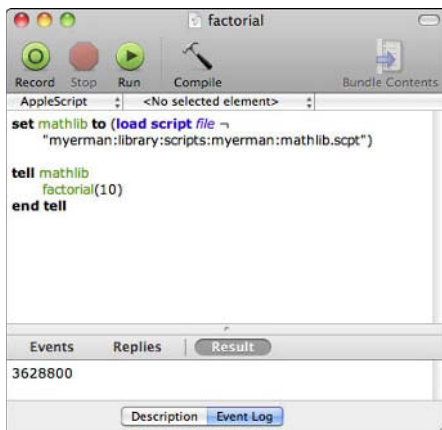 factorial
Record Stop Run Compile Bundle Contents
AppleScript <No selected element>
set mathlib to (load script file ¬
"myerman:library:scripts:myerman:mathlib.scpt")
tell mathlib
factorial(10)
end tell
Events Replies Result
3628800
Description Event Log